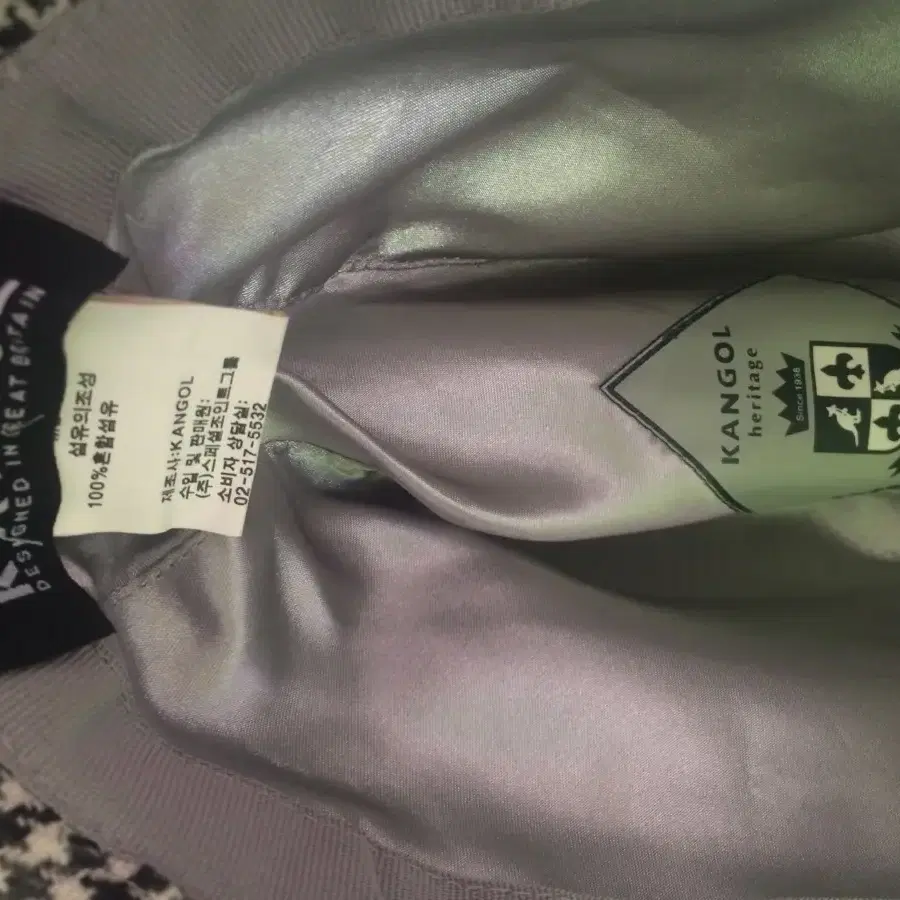 DESIGNED IN GREAT BRITAIN
섬유의조성
100%혼합섬유
제조사:KANGOL
수입 및 판매원:
(주)스페셜조인트그룹
소비자 상담실:
02-517-5532
KANGOL
heritage
Since 1938